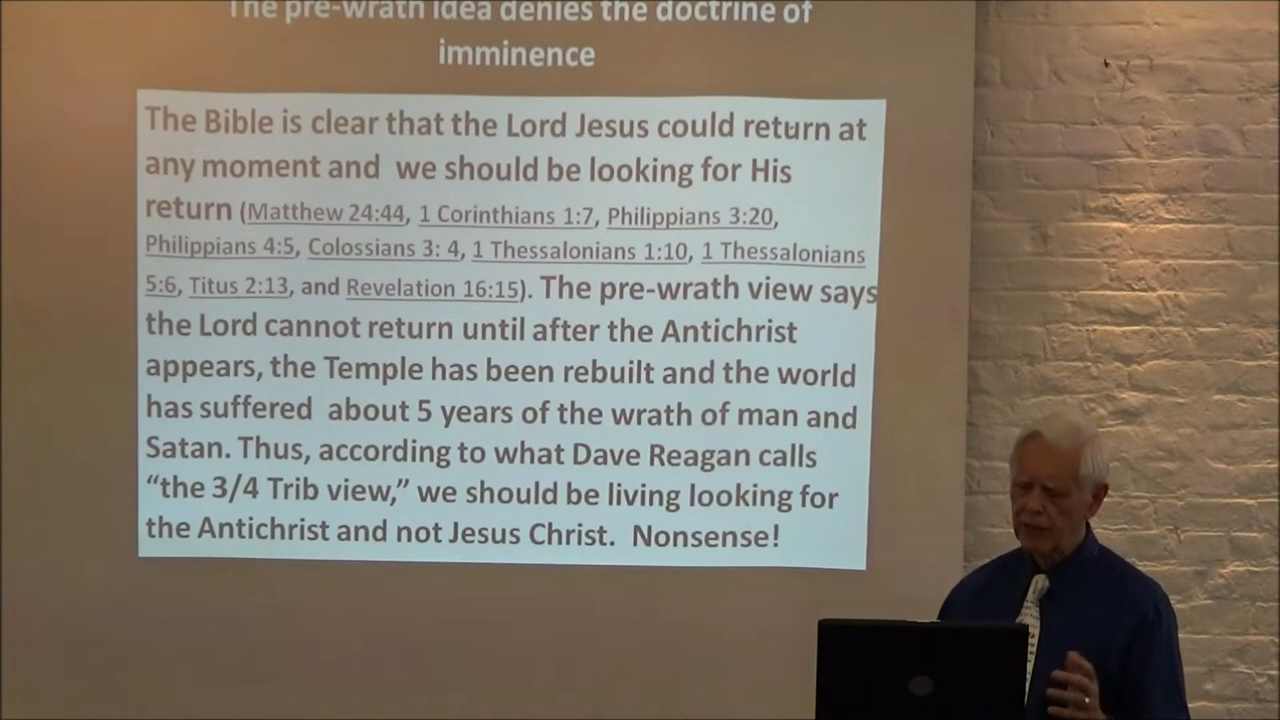 The pre-wrath idea denies the doctrine of
imminence
The Bible is clear that the Lord Jesus could return at
any moment and we should be looking for His
return (Matthew 24:44, 1 Corinthians 1:7, Philippians 3:20,
Philippians 4:5, Colossians 3: 4, 1 Thessalonians 1:10, 1 Thessalonians
5:6, Titus 2:13, and Revelation 16:15). The pre-wrath view says
the Lord cannot return until after the Antichrist
appears, the Temple has been rebuilt and the world
has suffered about 5 years of the wrath of man and
Satan. Thus, according to what Dave Reagan calls
“the 3/4 Trib view,” we should be living looking for
the Antichrist and not Jesus Christ. Nonsense!